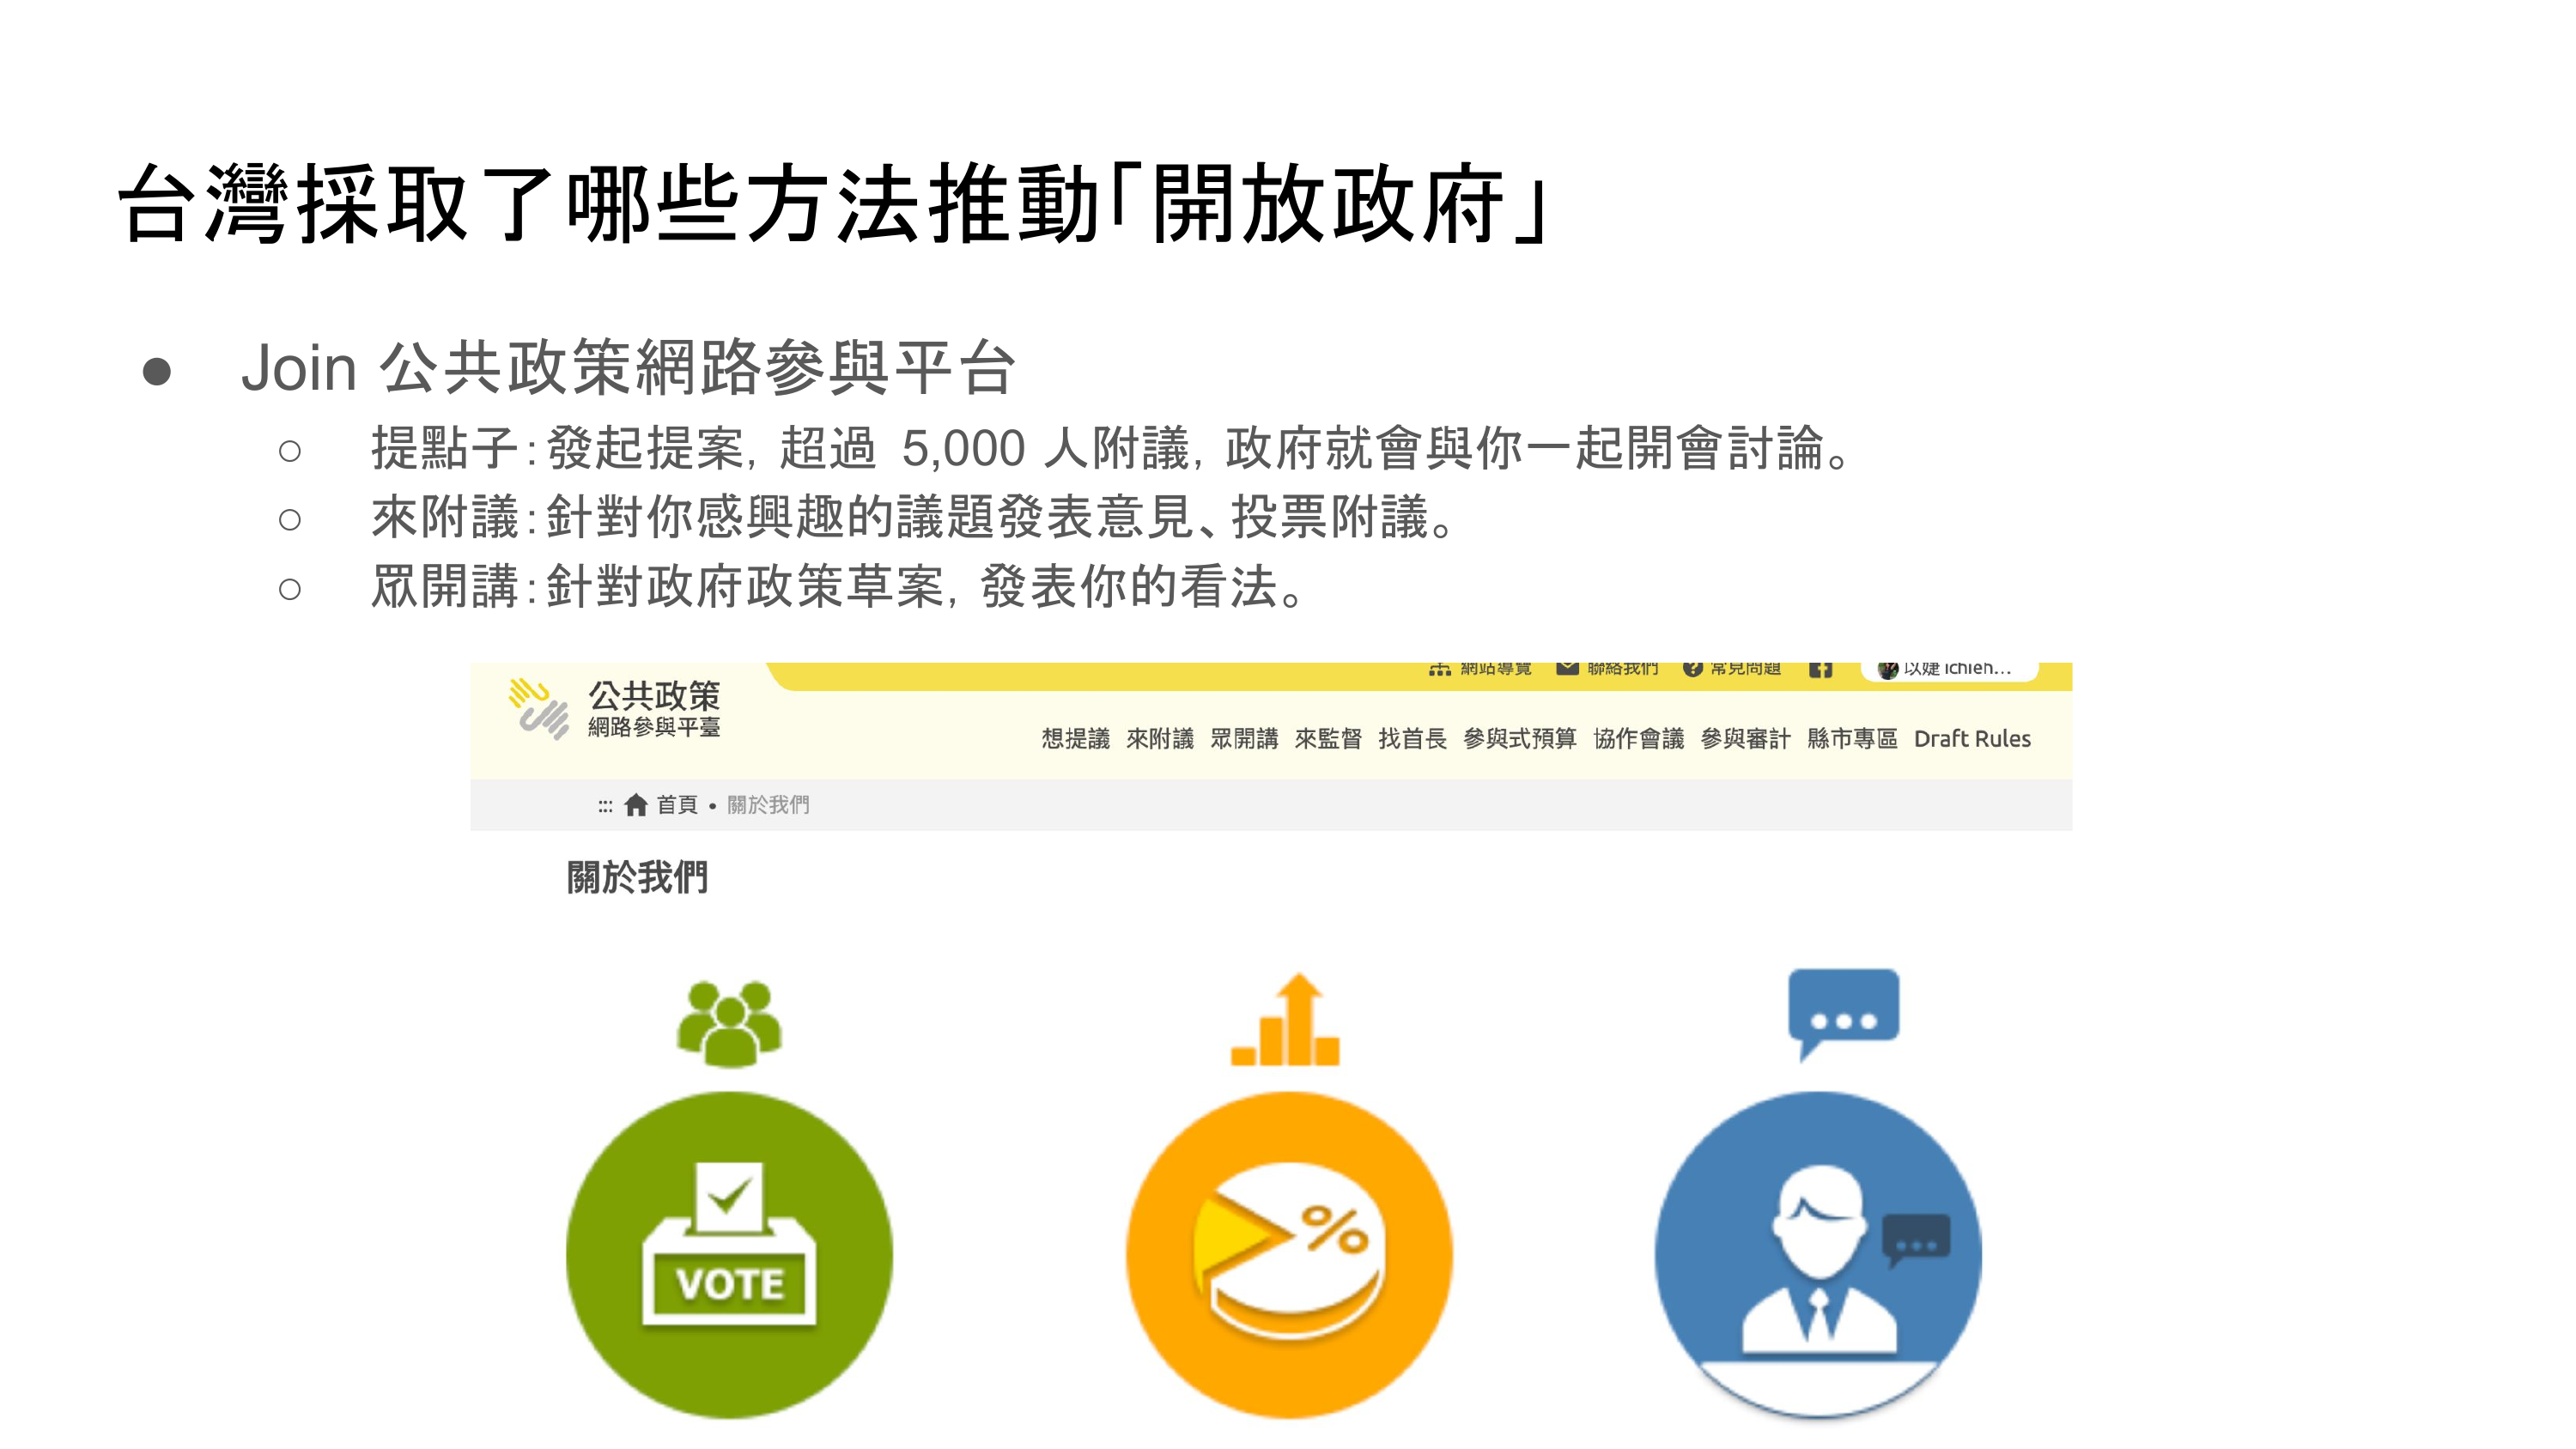 台灣採取了哪些方法推動「開放政府」
● Join 公共政策網路參與平台
○ 提點子：發起提案，超過 5,000 人附議，政府就會與你一起開會討論。
○ 來附議：針對你感興趣的議題發表意見、投票附議。
○ 眾開講：針對政府政策草案，發表你的看法。
網站導覽 聯絡我們 常見問題 以婕 ichieh...
公共政策
網路參與平臺
想提議 來附議 眾開講 來監督 找首長 參與式預算 協作會議 參與審計 縣市專區 Draft Rules
::: 首頁 • 關於我們
關於我們
%
VOTE